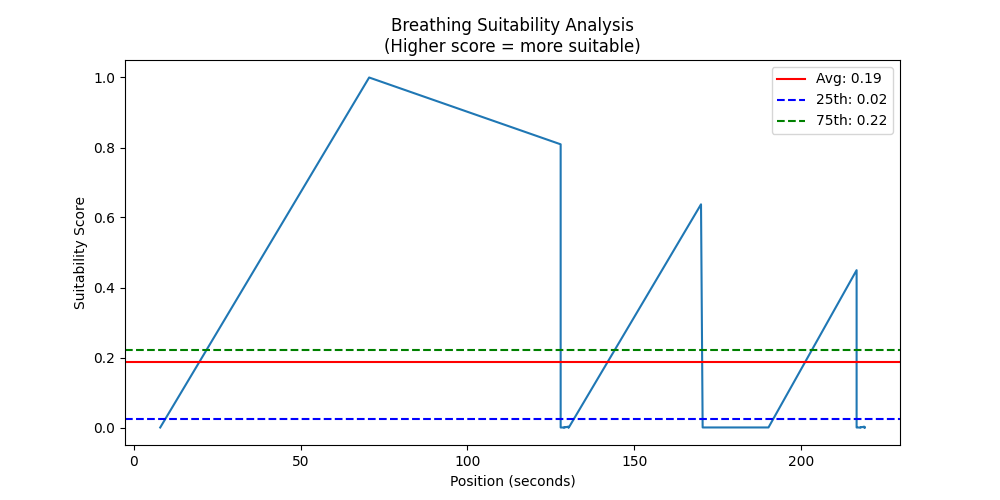 Breathing Suitability Analysis
(Higher score = more suitable)
Avg: 0.19
25th: 0.02
75th: 0.22
Suitability Score
1.0
0.8
0.6
0.4
0.2
0.0
0
50
100
150
200
Position (seconds)